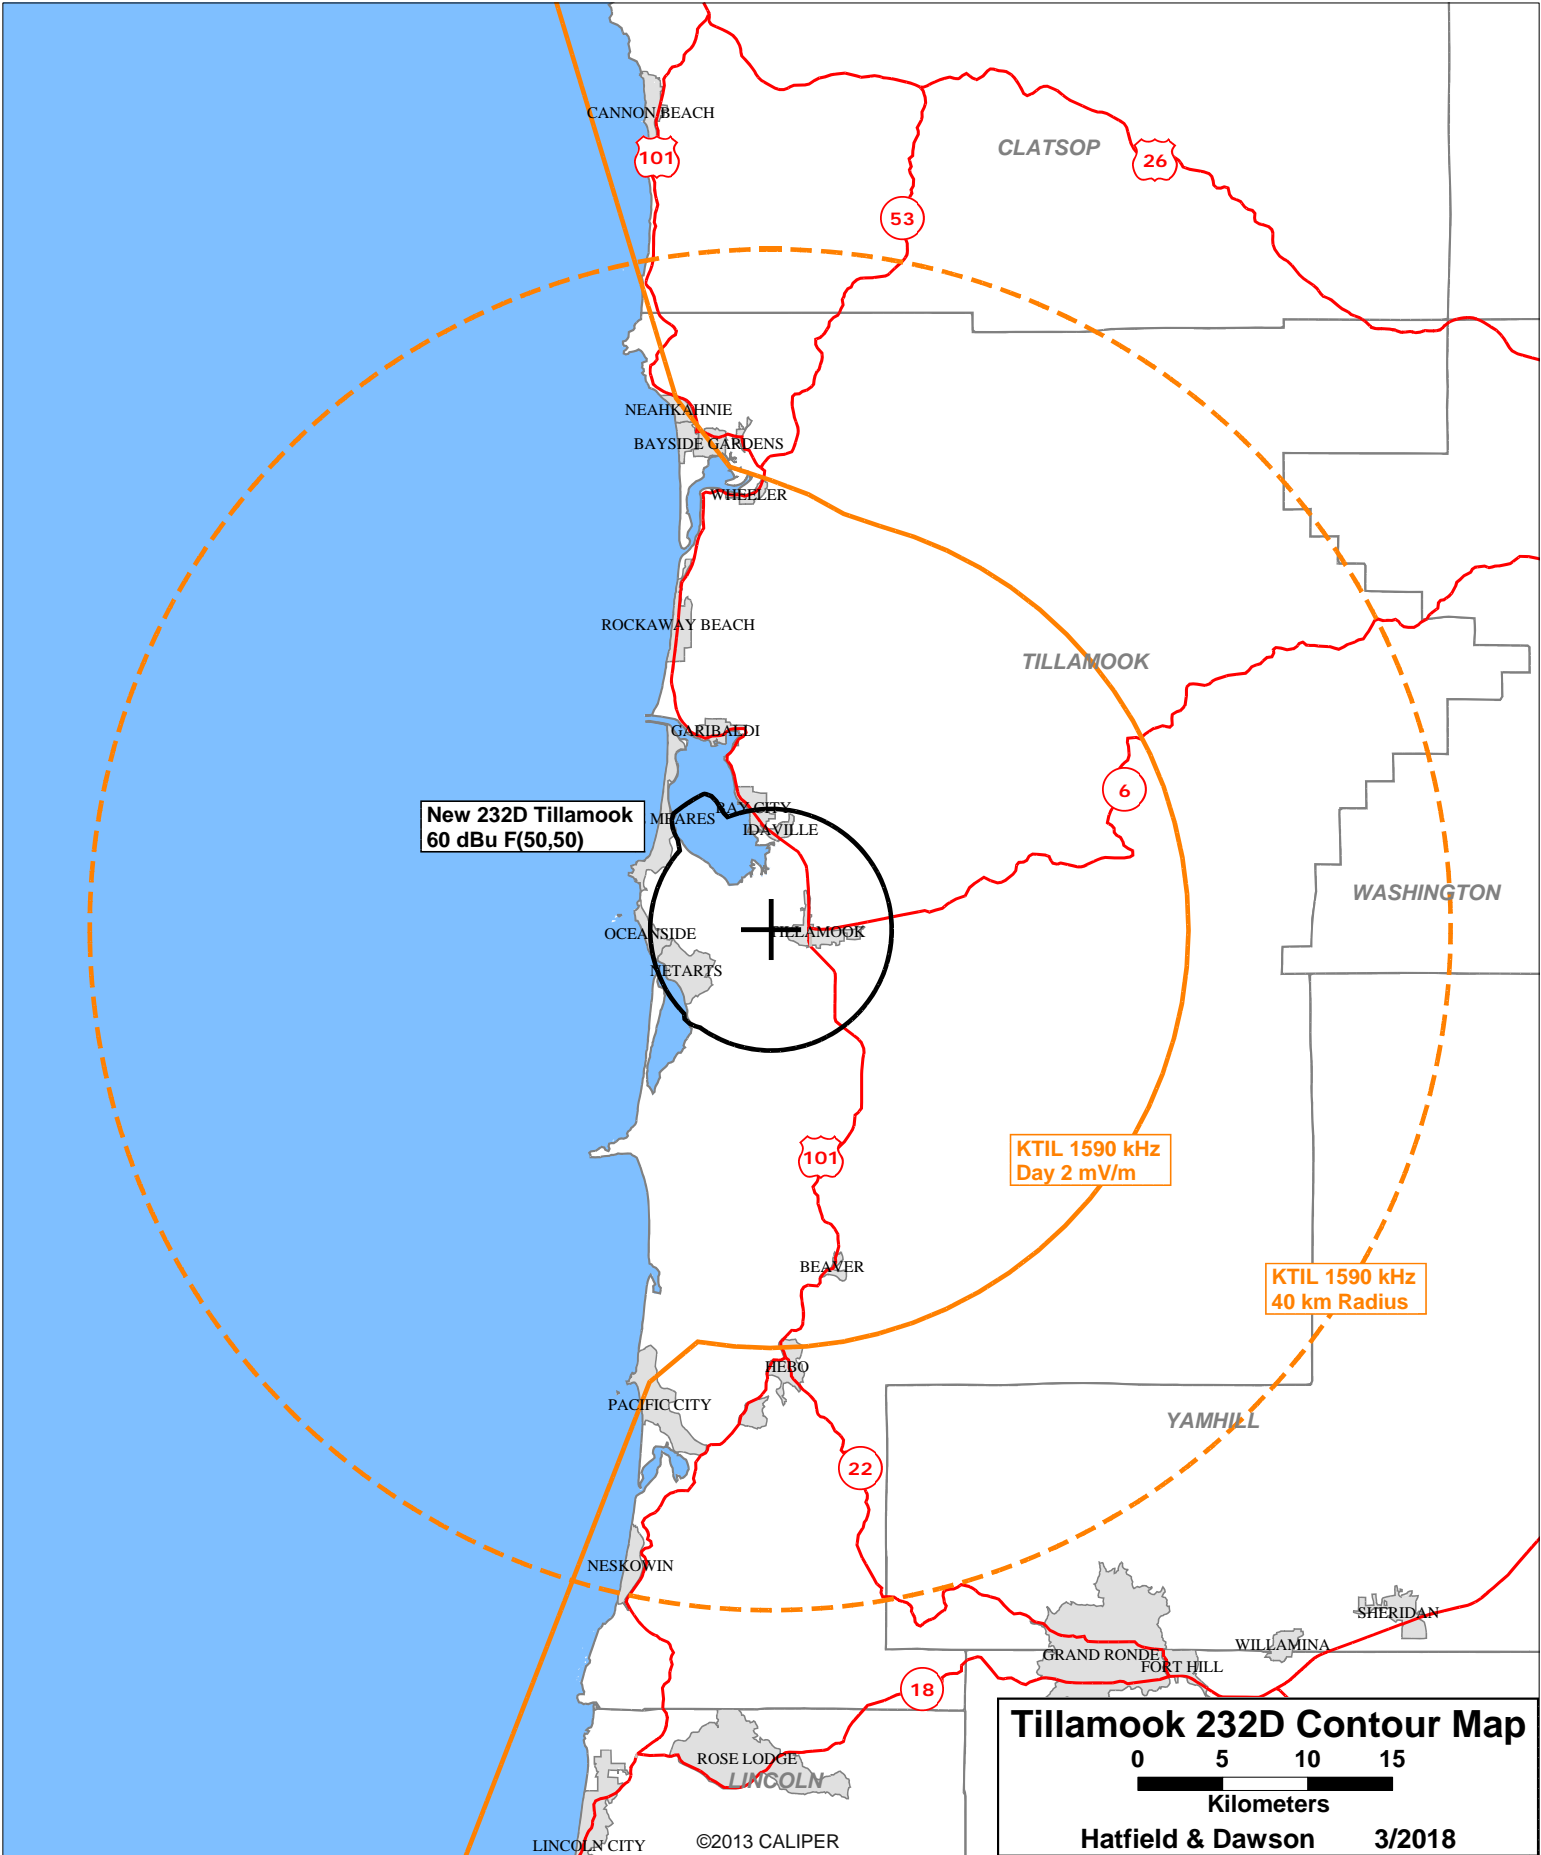 CANNON BEACH
101
CLATSOP
26
53
NEAHKAHNIE
BAYSIDE GARDENS
WHEELER
ROCKAWAY BEACH
TILLAMOOK
GARIBALDI
6
New 232D Tillamook
60 dBu F(50,50)
MEARES
BAY CITY
IDAVILLE
WASHINGTON
OCEANSIDE
TILLAMOOK
NETARTS
KTIL 1590 kHz
Day 2 mV/m
101
BEAVER
KTIL 1590 kHz
40 km Radius
HEBO
PACIFIC CITY
YAMHILL
22
NESKOWIN
SHERIDAN
WILLAMINA
GRAND RONDE
FORT HILL
18
ROSE LODGE
LINCOLN
LINCOLN CITY
©2013 CALIPER
Tillamook 232D Contour Map
0 5 10 15
Kilometers
Hatfield & Dawson 3/2018